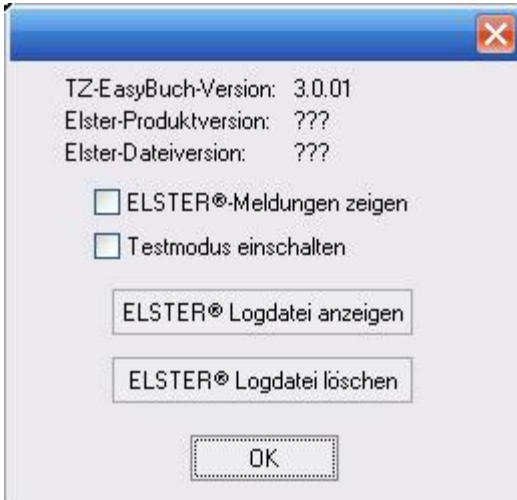 TZ-EasyBuch-Version: 3.0.01
Elster-Produktversion: ???
Elster-Dateiversion: ???
ELSTER®-Meldungen zeigen
Testmodus einschalten
ELSTER® Logdatei anzeigen
ELSTER® Logdatei löschen
OK